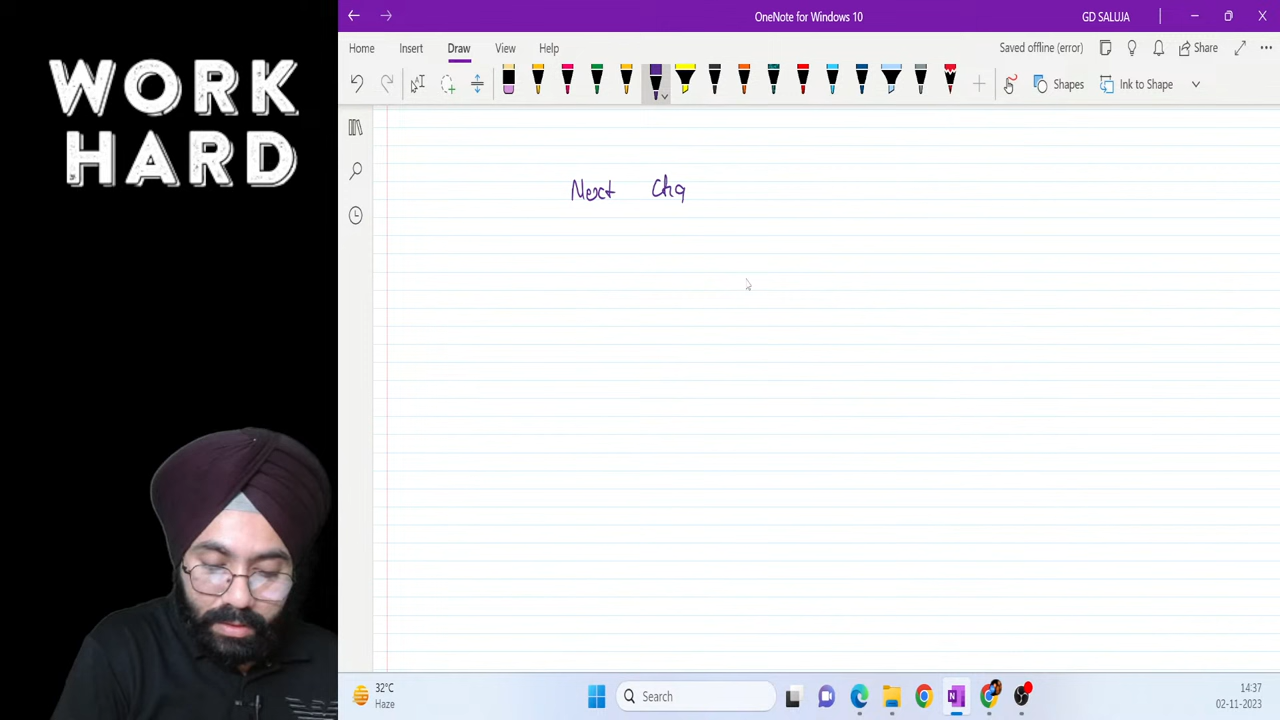 WORK
HARD
OneNote for Windows 10
GD SALUJA
Home Insert Draw View Help
Saved offline (error)
Share
Shapes
Ink to Shape
Next Cha
32°C
Haze
Search
14:37
02-11-2023